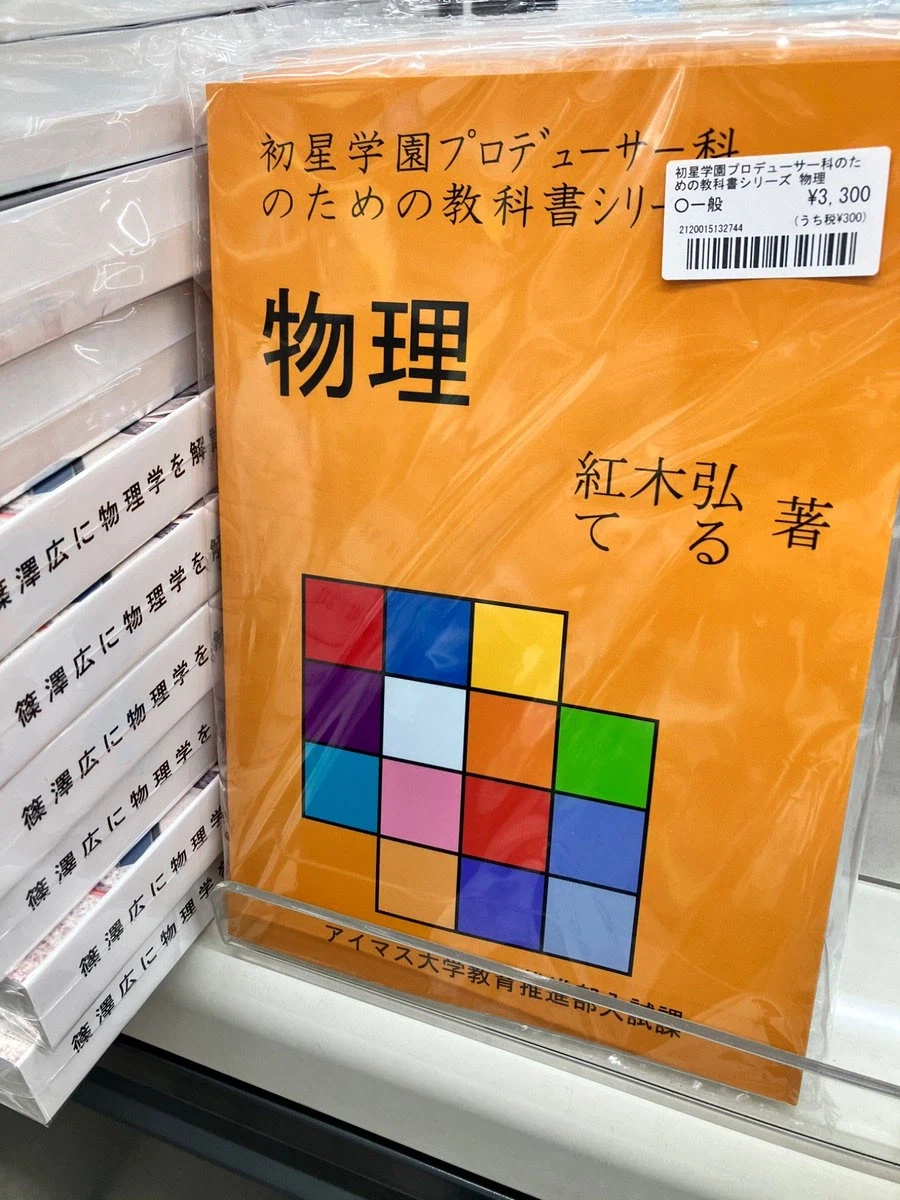 初星学園プロデューサー科
のための教科書シリー
初星学園プロデューサー科のた
めの教科書シリーズ 物理
○一般 ¥3,300
(うち税¥300)
2120015132744
物理
紅木弘 著
て る
アイマス大学教育推進部入試課
篠澤広に物理学を解
篠澤広に物理学を解
篠澤広に物理学を
篠澤広に物理学を
篠澤広に物理学
篠澤広に物理学を